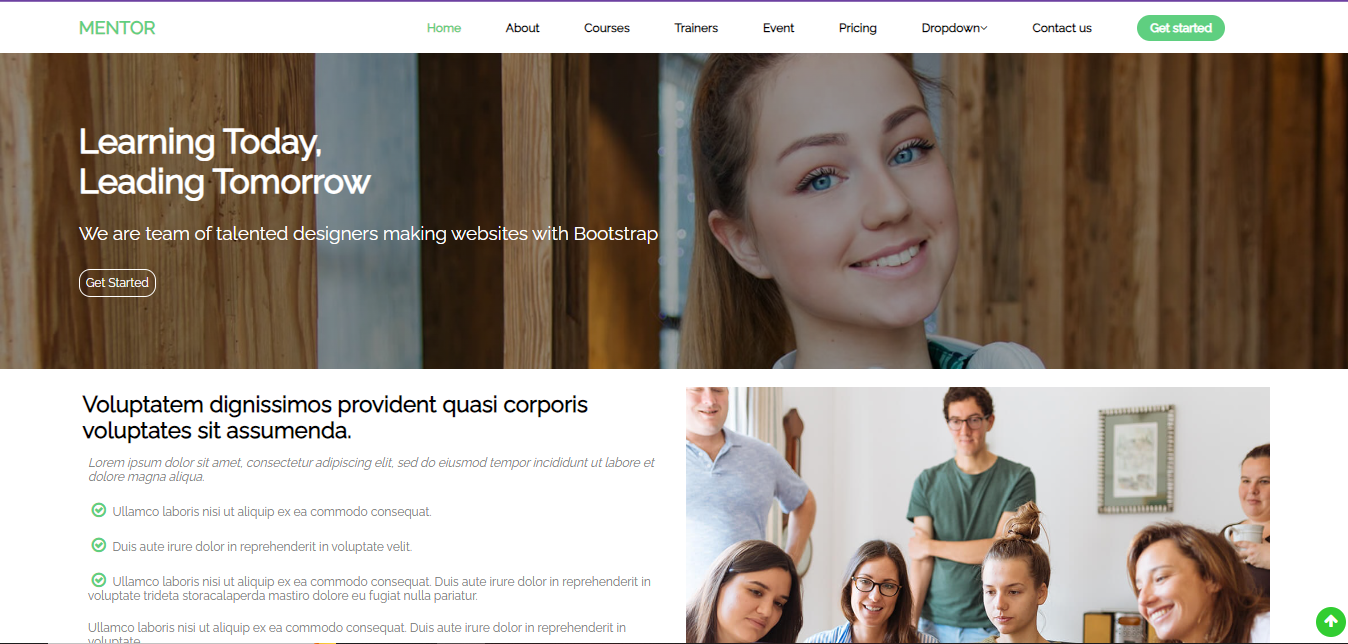 MENTOR
Home About Courses Trainers Event Pricing Dropdown Contact us Get started
Learning Today,
Leading Tomorrow
We are team of talented designers making websites with Bootstrap
Get Started
Voluptatem dignissimos provident quasi corporis
voluptates sit assumenda.
Lorem ipsum dolor sit amet, consectetur adipiscing elit, sed do eiusmod tempor incididunt ut labore et
dolore magna aliqua.
Ullamco laboris nisi ut aliquip ex ea commodo consequat.
Duis aute irure dolor in reprehenderit in voluptate velit.
Ullamco laboris nisi ut aliquip ex ea commodo consequat. Duis aute irure dolor in reprehenderit in
voluptate trideta storacalaperda mastiro dolore eu fugiat nulla pariatur.
Ullamco laboris nisi ut aliquip ex ea commodo consequat. Duis aute irure dolor in reprehenderit in
voluptate